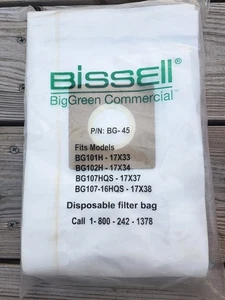 BISSELL
BigGreen Commercial™
P/N: BG- 45
Fits Models
BG101H - 17X33
BG102H - 17X34
BG107HQS - 17X37
BG107-16HQS - 17X38
Disposable filter bag
Call 1- 800 - 242 - 1378